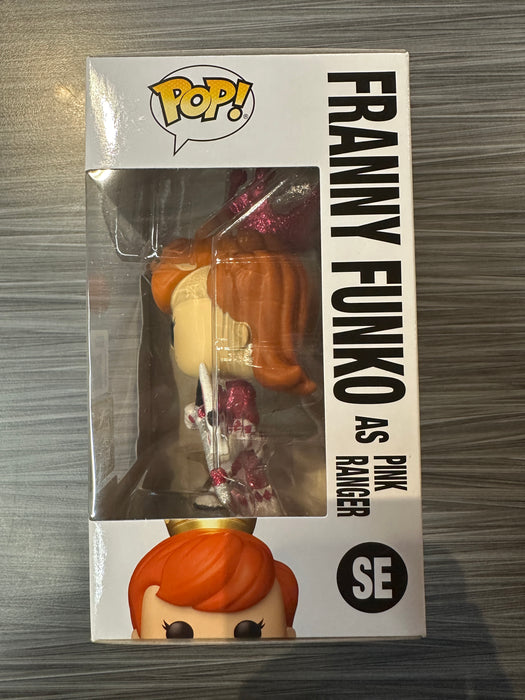 POP!
FRANNY FUNKO AS PINK RANGER
SE